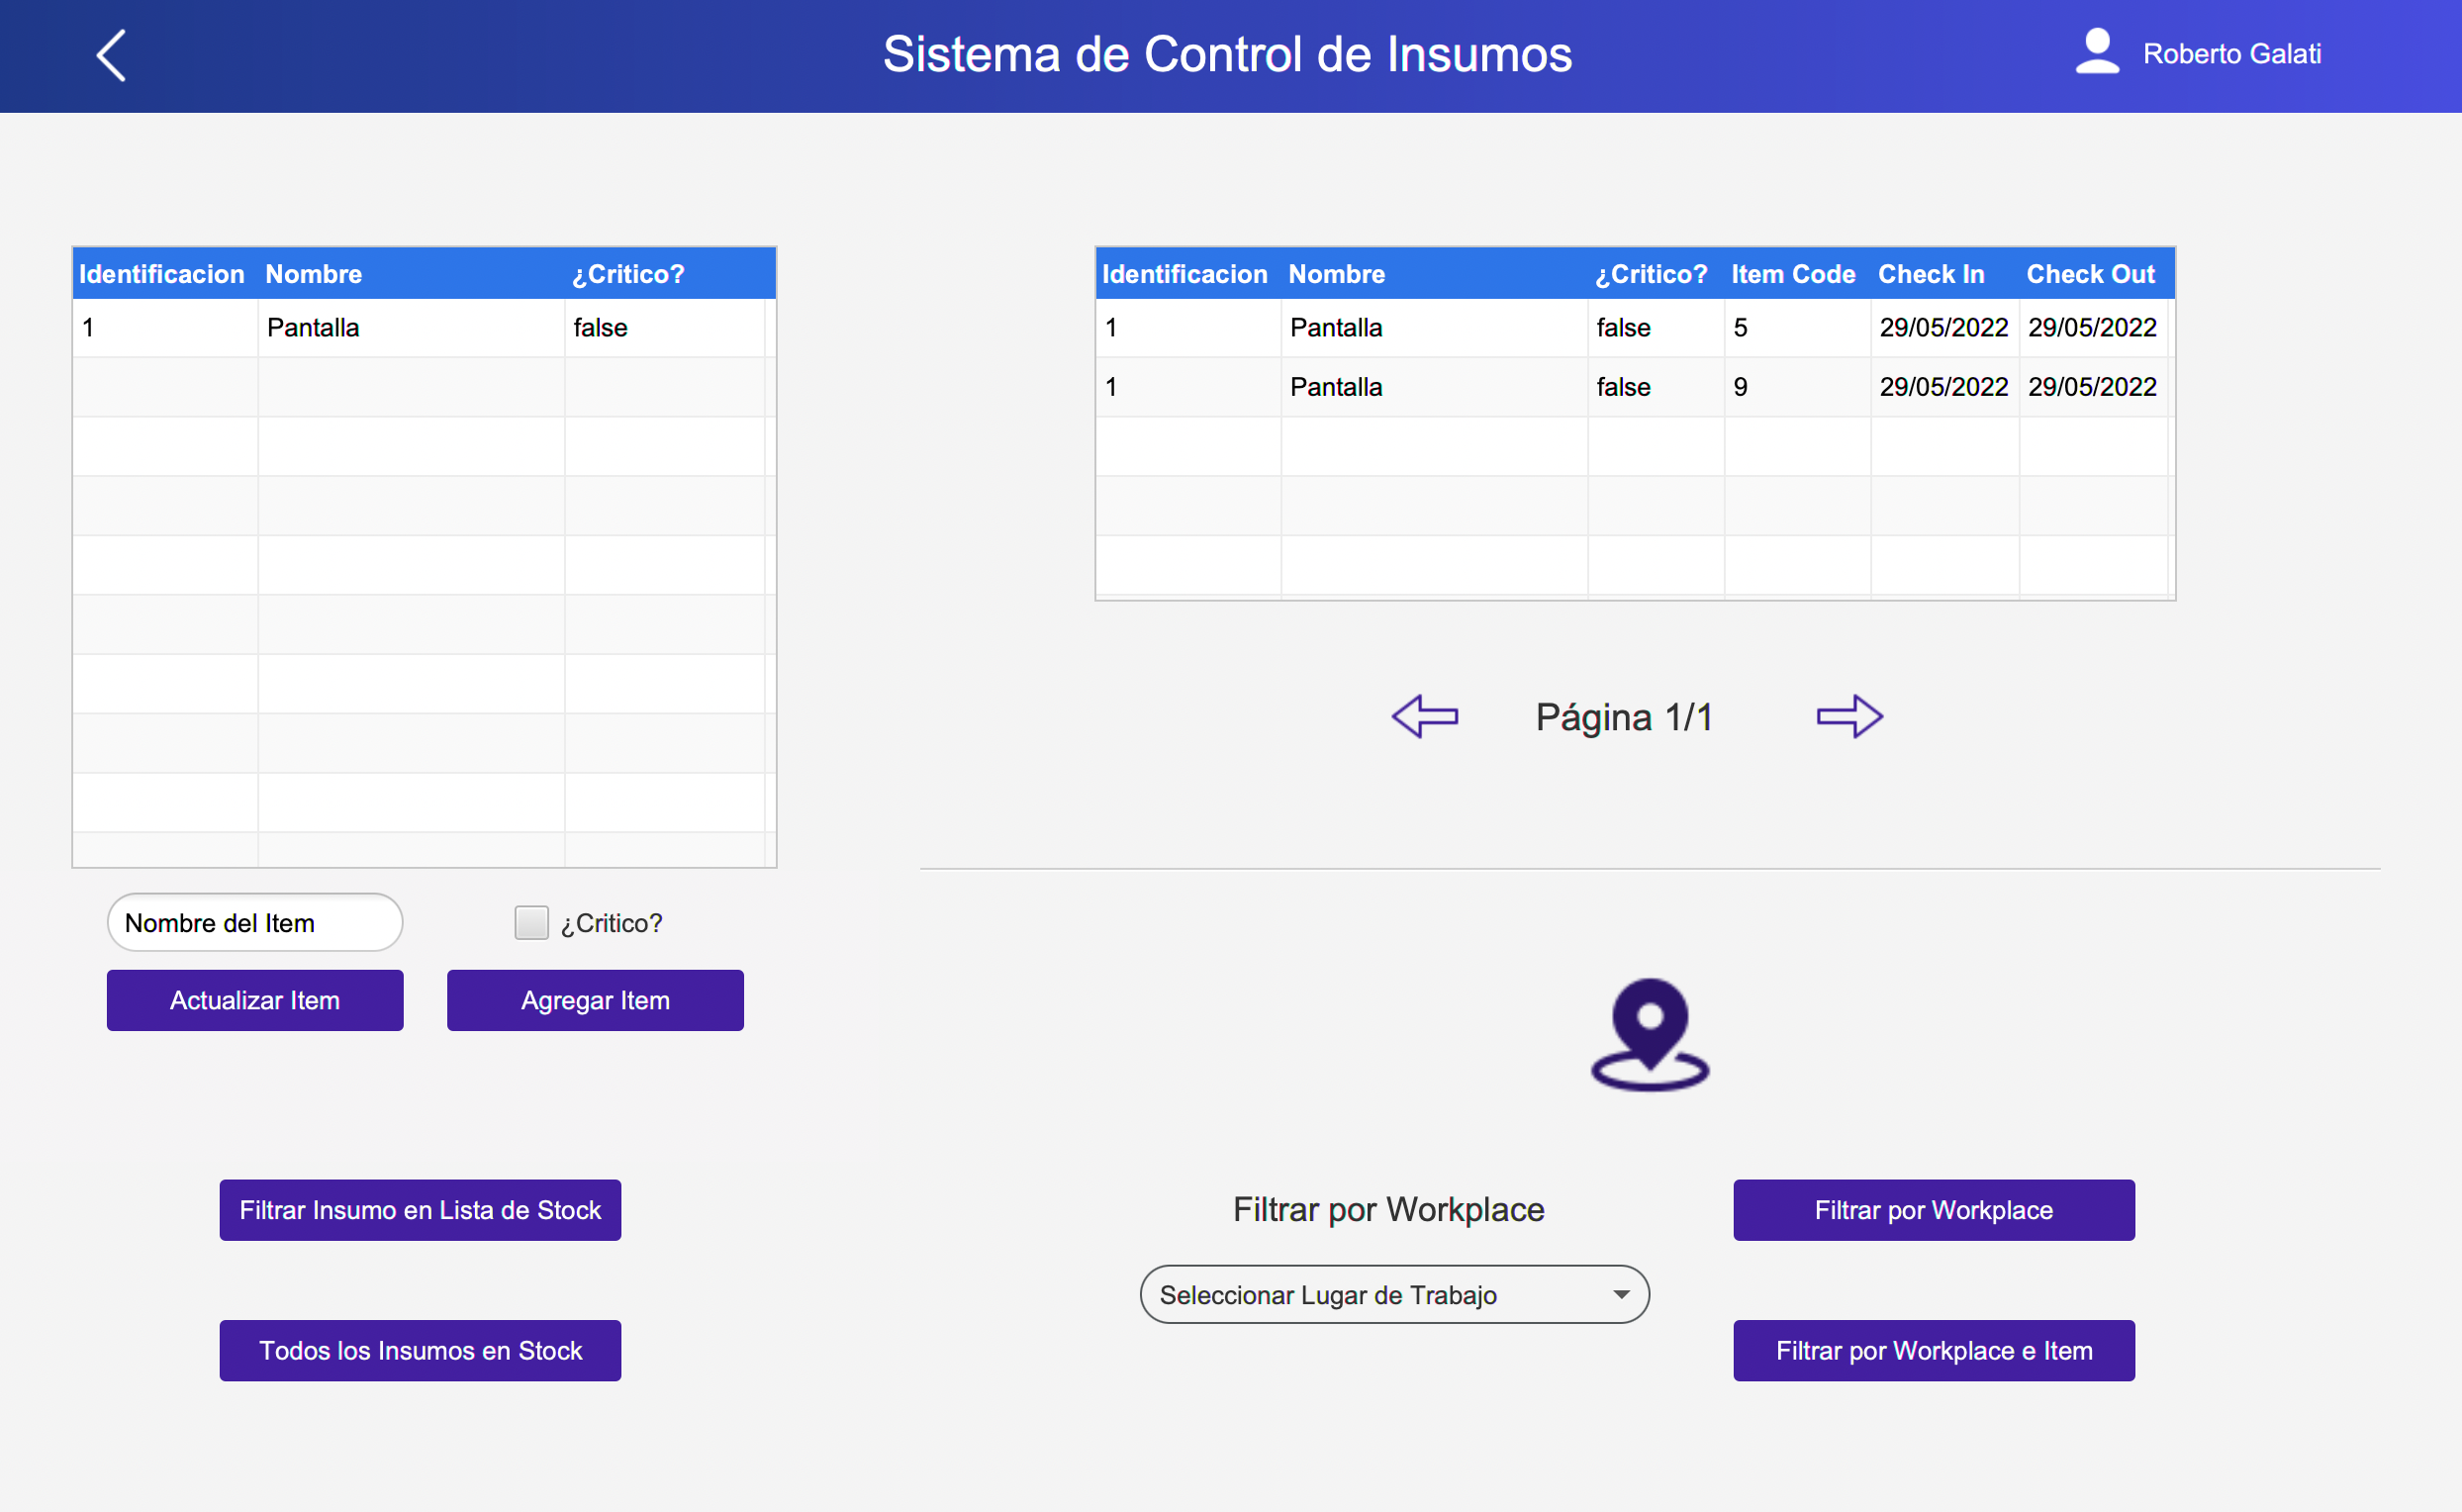 Sistema de Control de Insumos
Roberto Galati
Identificacion Nombre ¿Critico?
1 Pantalla false
Identificacion Nombre ¿Critico? Item Code Check In Check Out
1 Pantalla false 5 29/05/2022 29/05/2022
1 Pantalla false 9 29/05/2022 29/05/2022
Página 1/1
Nombre del Item ¿Critico?
Actualizar Item Agregar Item
Filtrar Insumo en Lista de Stock
Todos los Insumos en Stock
Filtrar por Workplace
Seleccionar Lugar de Trabajo
Filtrar por Workplace
Filtrar por Workplace e Item